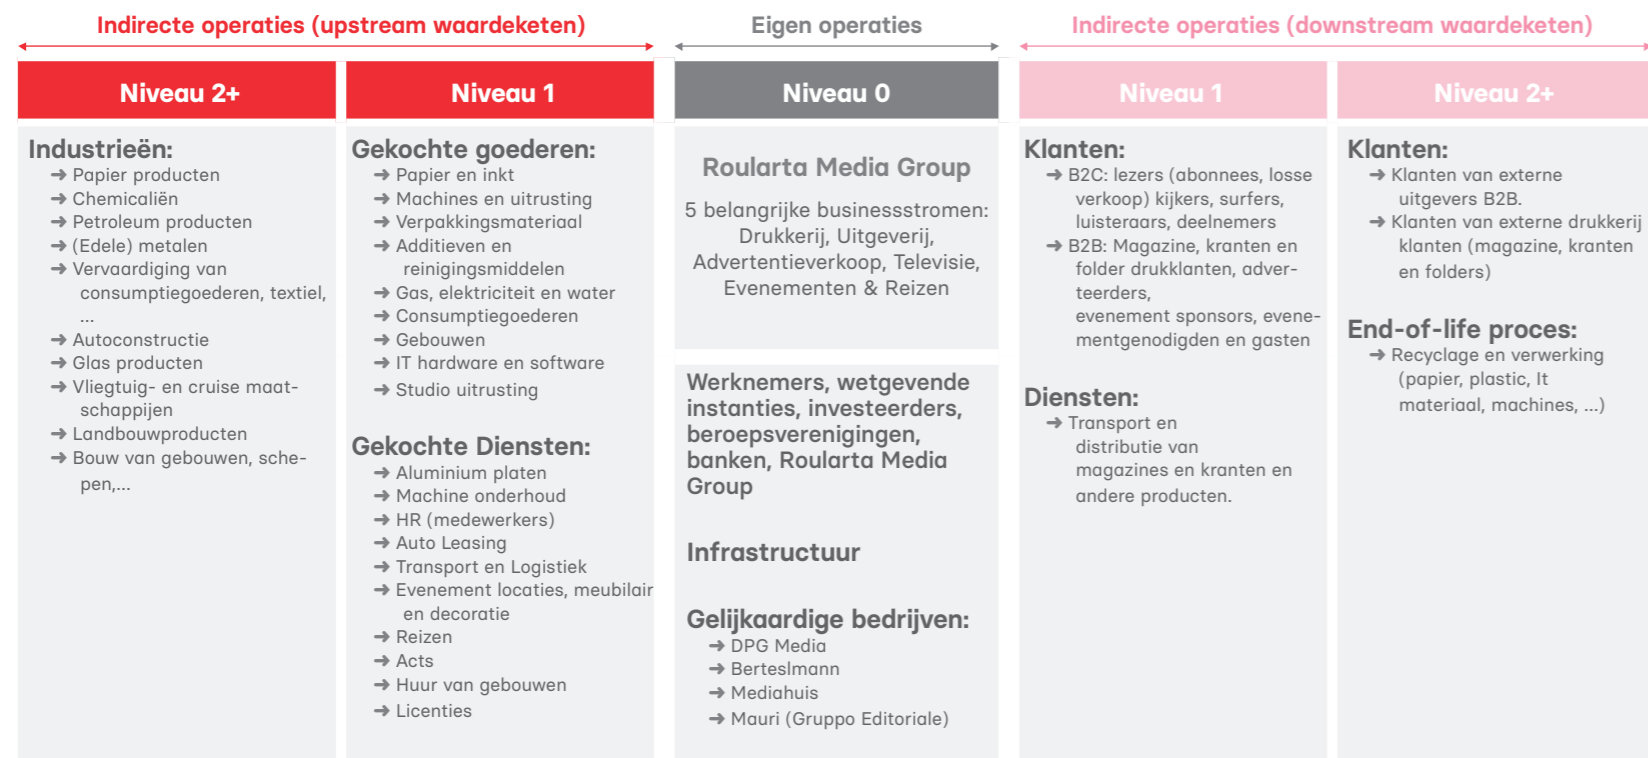 Indirecte operaties (upstream waardeketen)
Eigen operaties
Indirecte operaties (downstream waardeketen)
Niveau 2+
Niveau 1
Niveau 0
Niveau 1
Niveau 2+
Industrieën:
→ Papier producten
→ Chemicaliën
→ Petroleum producten
→ (Edele) metalen
→ Vervaardiging van
consumptiegoederen, textiel,
...
→ Autoconstructie
→ Glas producten
→ Vliegtuig- en cruise maat-
schappijen
→ Landbouwproducten
→ Bouw van gebouwen, sche-
pen,...
Gekochte goederen:
→ Papier en inkt
→ Machines en uitrusting
→ Verpakkingsmateriaal
→ Additieven en
reinigingsmiddelen
→ Gas, elektriciteit en water
→ Consumptiegoederen
→ Gebouwen
→ IT hardware en software
→ Studio uitrusting
Gekochte Diensten:
→ Aluminium platen
→ Machine onderhoud
→ HR (medewerkers)
→ Auto Leasing
→ Transport en Logistiek
→ Evenement locaties, meubilair
en decoratie
→ Reizen
→ Acts
→ Huur van gebouwen
→ Licenties
Roularta Media Group
5 belangrijke businessstromen:
Drukkerij, Uitgeverij,
Advertentieverkoop, Televisie,
Evenementen & Reizen
Werknemers, wetgevende
instanties, investeerders,
beroepsverenigingen,
banken, Roularta Media
Group
Infrastructuur
Gelijkaardige bedrijven:
→ DPG Media
→ Berteslmann
→ Mediahuis
→ Mauri (Gruppo Editoriale)
Klanten:
→ B2C: lezers (abonnees, losse
verkoop) kijkers, surfers,
luisteraars, deelnemers
→ B2B: Magazine, kranten en
folder drukklanten, adver-
teerders,
evenement sponsors, evene-
mentgenodigden en gasten
Diensten:
→ Transport en
distributie van
magazines en kranten en
andere producten.
Klanten:
→ Klanten van externe
uitgevers B2B.
→ Klanten van externe drukkerij
klanten (magazine, kranten
en folders)
End-of-life proces:
→ Recyclage en verwerking
(papier, plastic, It
materiaal, machines, ...)